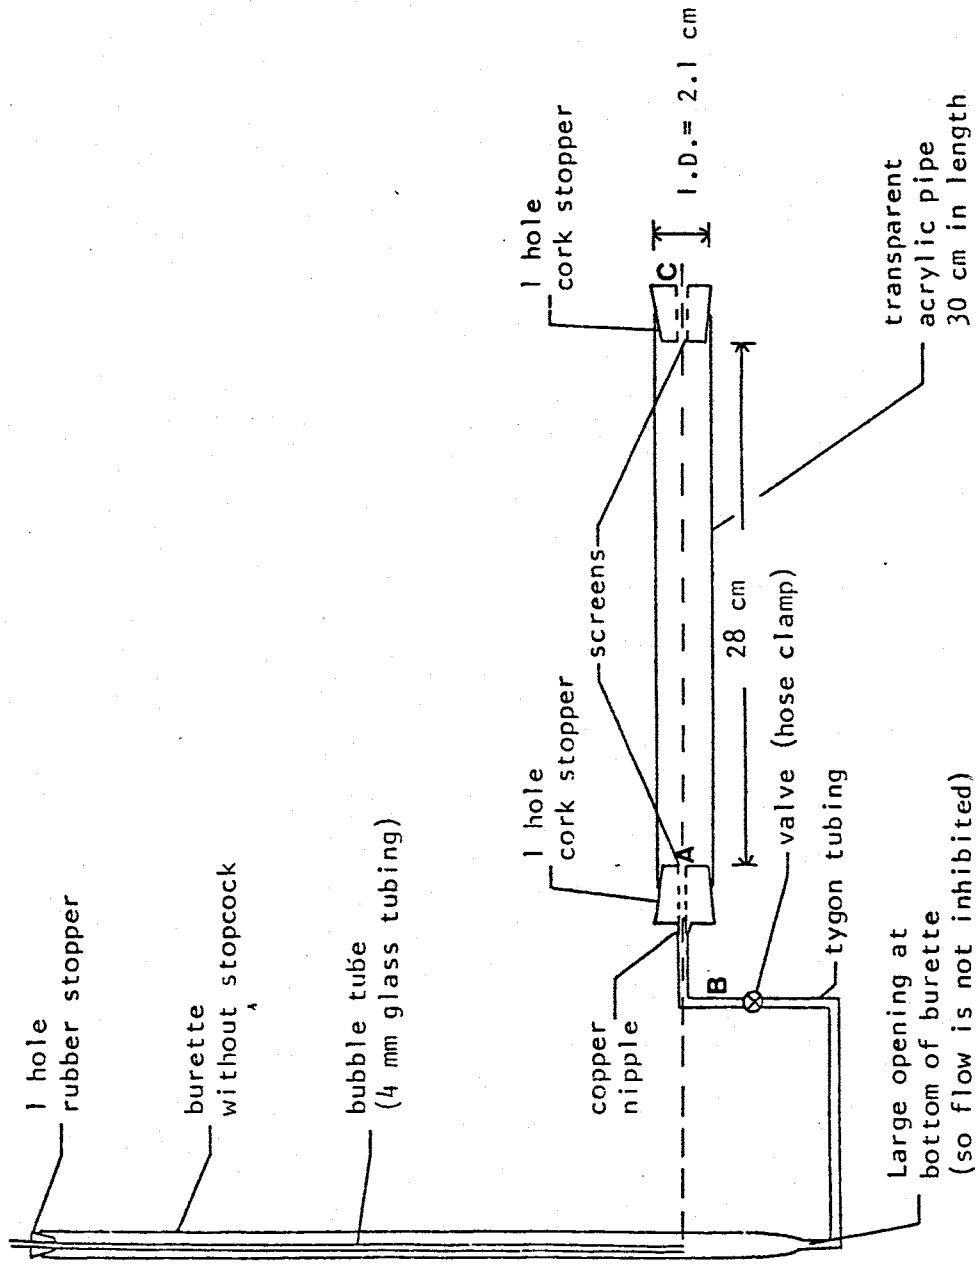 1 hole
rubber stopper
burette
without stopcock
bubble tube
(4 mm glass tubing)
copper
nipple
1 hole
cork stopper
screens
1 hole
cork stopper
A
B
C
I.D.= 2.1 cm
28 cm
valve (hose clamp)
tygon tubing
transparent
acrylic pipe
30 cm in length
Large opening at
bottom of burette
(so flow is not inhibited)